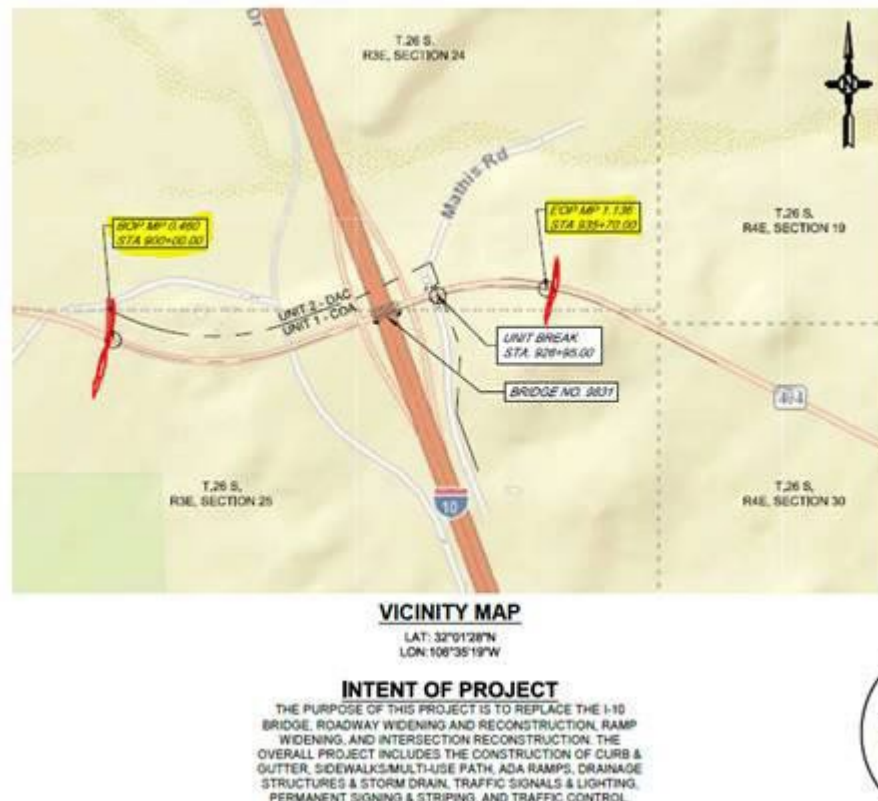 Dr
T.26 S.
R3E, SECTION 24
N
Mathis Rd
BOP MP 0.460
STA 900+00.00
EOP MP 1.136
STA 935+70.00
T.26 S.
R4E, SECTION 19
UNIT 2 - DAC
UNIT 1 - COA
UNIT BREAK
STA. 926+95.00
BRIDGE NO. 9831
404
T.26 S,
R3E, SECTION 25
10
T.26 S,
R4E, SECTION 30
VICINITY MAP
LAT: 32°01'28"N
LON:106°35'19"W
INTENT OF PROJECT
THE PURPOSE OF THIS PROJECT IS TO REPLACE THE I-10
BRIDGE, ROADWAY WIDENING AND RECONSTRUCTION, RAMP
WIDENING, AND INTERSECTION RECONSTRUCTION. THE
OVERALL PROJECT INCLUDES THE CONSTRUCTION OF CURB &
GUTTER, SIDEWALKS/MULTI-USE PATH, ADA RAMPS, DRAINAGE
STRUCTURES & STORM DRAIN, TRAFFIC SIGNALS & LIGHTING,
PERMANENT SIGNING & STRIPING, AND TRAFFIC CONTROL